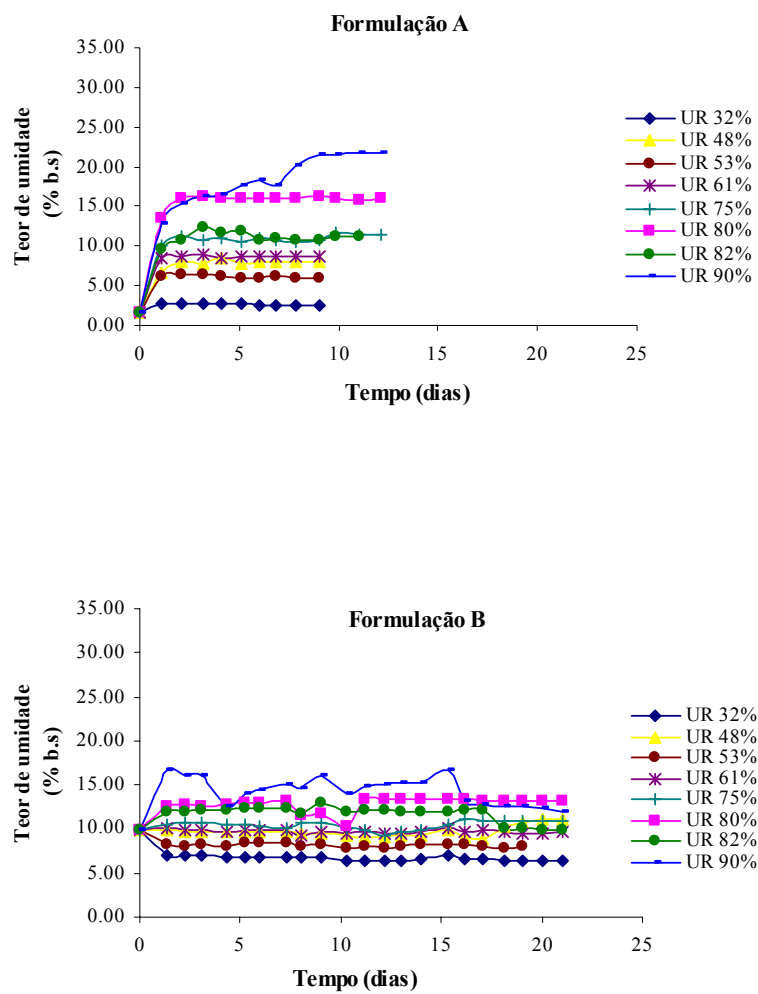 Formulação A
35.00
30.00
25.00
20.00
15.00
10.00
5.00
0.00
0 5 10 15 20 25
Teor de umidade
(% b.s)
Tempo (dias)
UR 32%
UR 48%
UR 53%
UR 61%
UR 75%
UR 80%
UR 82%
UR 90%
Formulação B
35.00
30.00
25.00
20.00
15.00
10.00
5.00
0.00
0 5 10 15 20 25
Teor de umidade
(% b.s)
Tempo (dias)
UR 32%
UR 48%
UR 53%
UR 61%
UR 75%
UR 80%
UR 82%
UR 90%